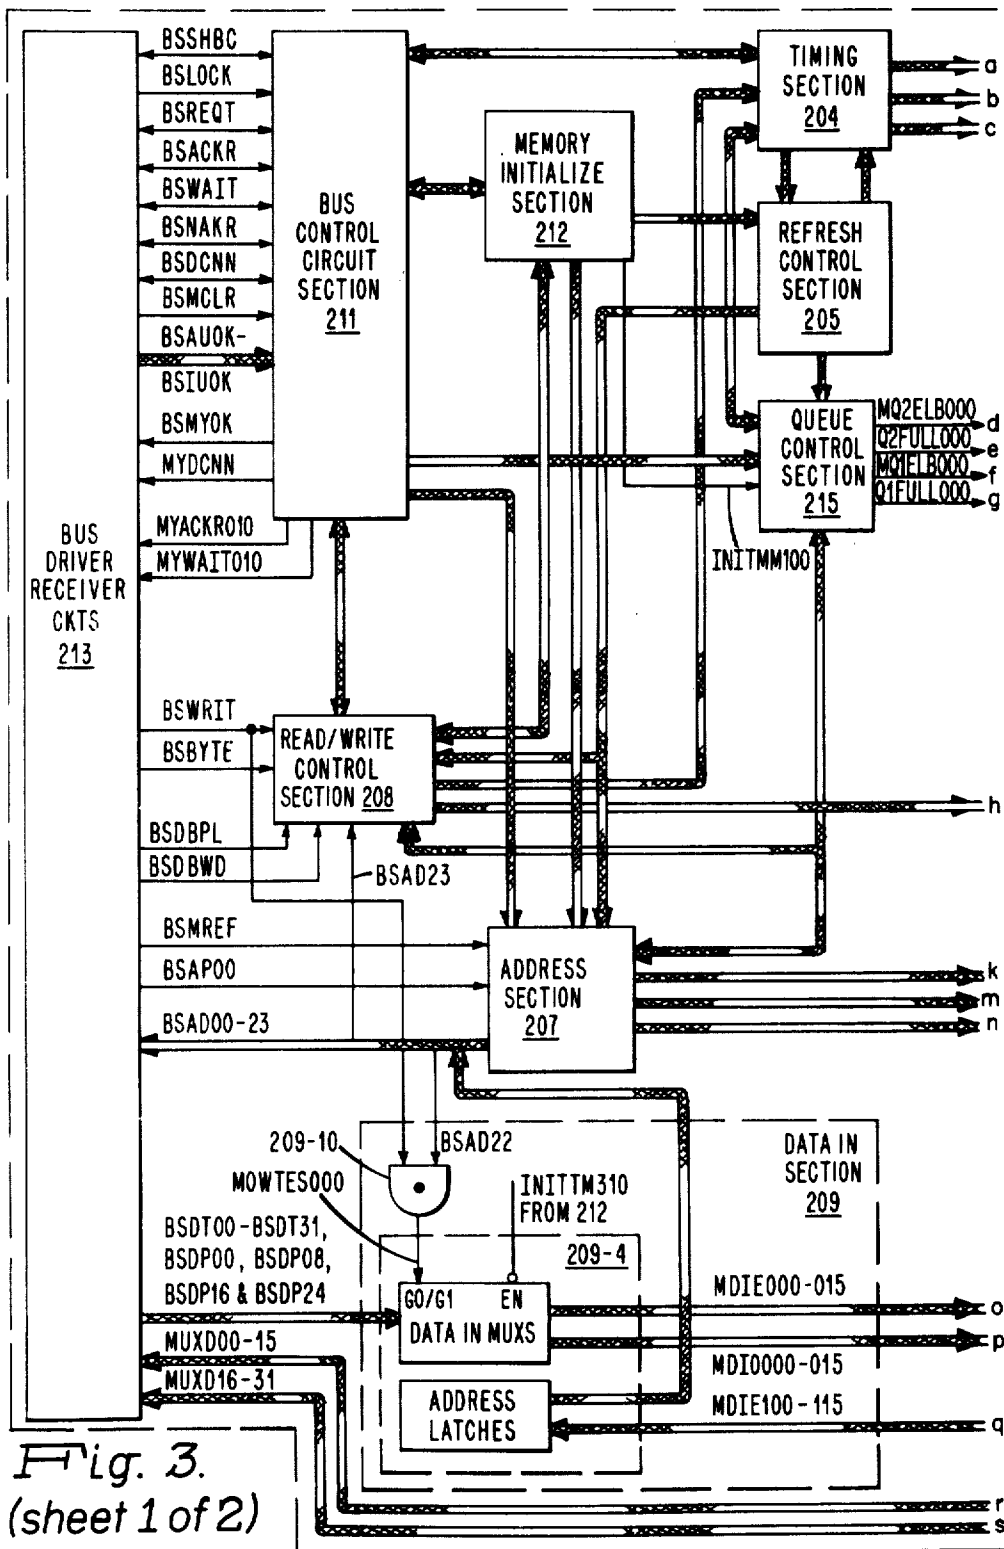 BSSHBC
BSLOCK
BSREQT
BSACKR
BSWAIT
BSNAKR
BSDCNN
BSMCLR
BSAUOK-
BSIUOK
BSMYOK
MYDCNN
MYACKR010
MYWAIT010
BUS
DRIVER
RECEIVER
CKTS
213
BUS
CONTROL
CIRCUIT
SECTION
211
MEMORY
INITIALIZE
SECTION
212
TIMING
SECTION
204
a
b
c
REFRESH
CONTROL
SECTION
205
QUEUE
CONTROL
SECTION
215
MQ2ELB000
d
Q2FULL000
e
MQ1ELB000
f
Q1FULL000
g
INITMM100
BSWRIT
BSBYTE
BSDBPL
BSDBWD
READ/WRITE
CONTROL
SECTION 208
h
BSAD23
BSMREF
BSAP00
BSAD00-23
ADDRESS
SECTION
207
k
m
n
209-10
BSAD22
MOWTES000
INITTM310
FROM 212
DATA IN
SECTION
209
BSDT00-BSDT31,
BSDP00, BSDP08,
BSDP16 & BSDP24
209-4
G0/G1 EN
DATA IN MUXS
MDIE000-015
o
p
MDIO000-015
MUXD00-15
MUXD16-31
ADDRESS
LATCHES
MDIE100-115
q
r
s
Fig. 3.
(sheet 1 of 2)